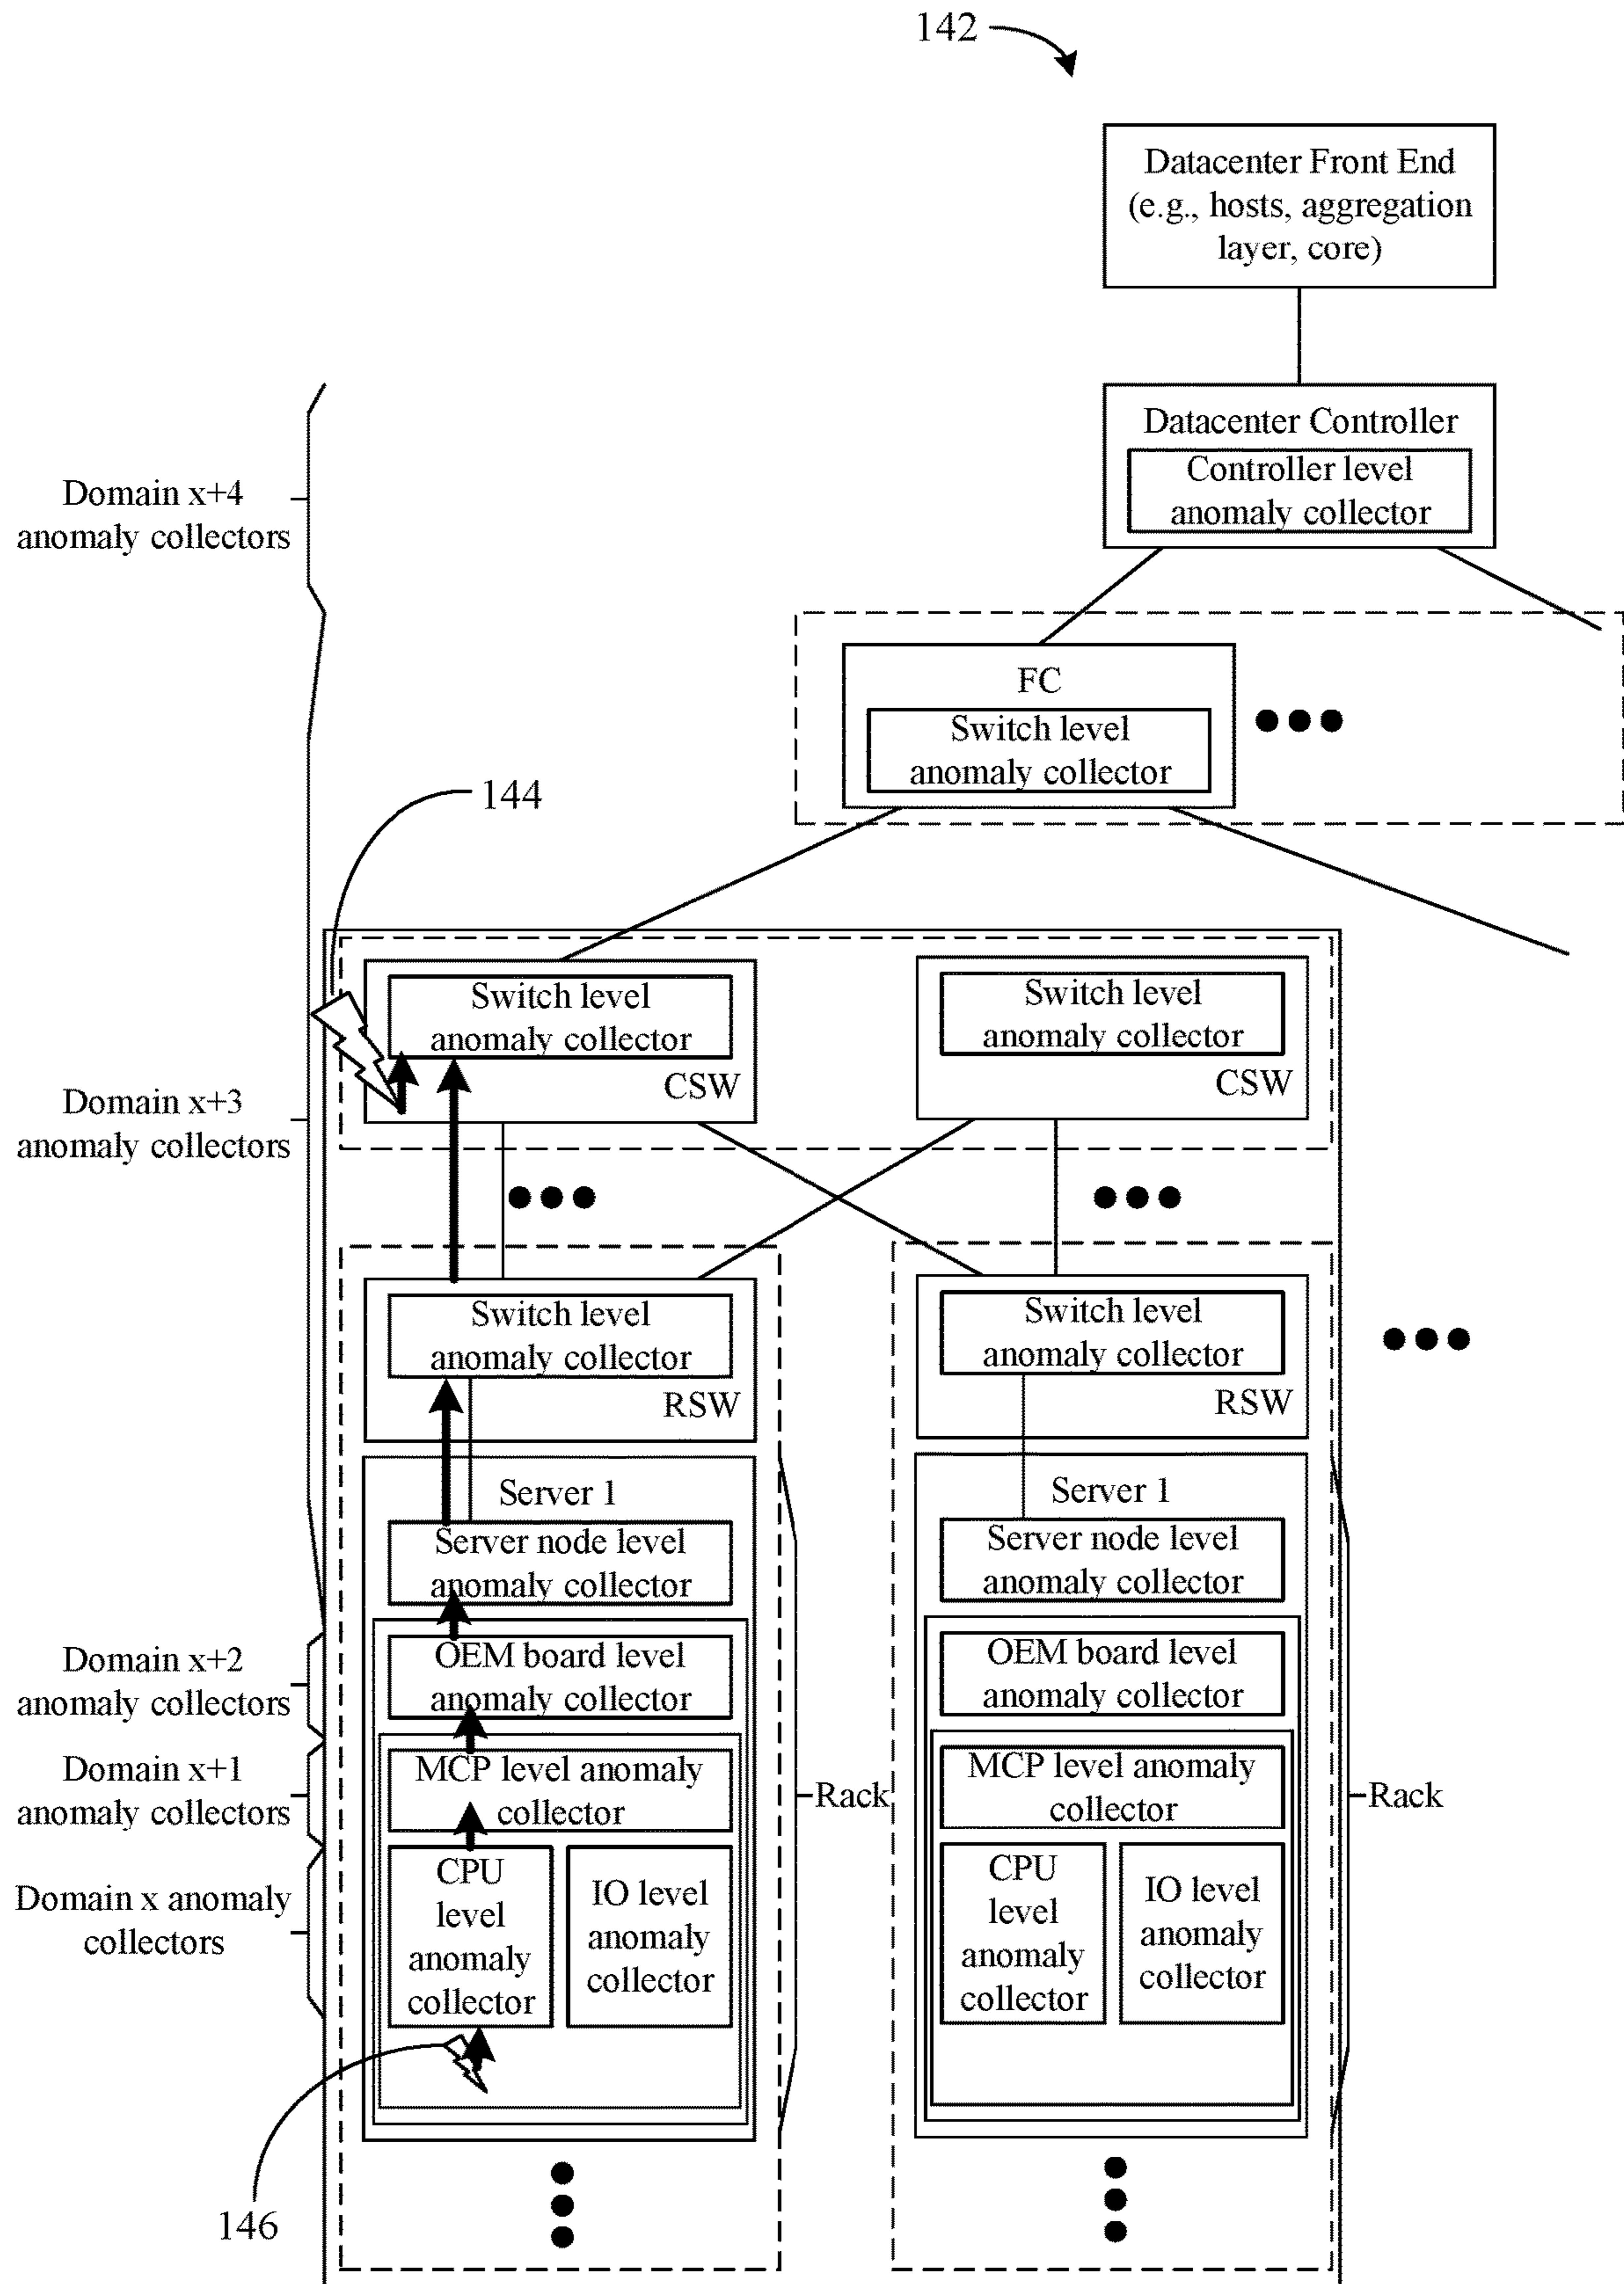 142
Datacenter Front End
(e.g., hosts, aggregation
layer, core)
Datacenter Controller
Controller level
anomaly collector
Domain x+4
anomaly collectors
FC
Switch level
anomaly collector
144
Switch level
anomaly collector
CSW
Switch level
anomaly collector
CSW
Domain x+3
anomaly collectors
Switch level
anomaly collector
RSW
Switch level
anomaly collector
RSW
Server 1
Server node level
anomaly collector
Server 1
Server node level
anomaly collector
Domain x+2
anomaly collectors
OEM board level
anomaly collector
OEM board level
anomaly collector
Domain x+1
anomaly collectors
MCP level anomaly
collector
Rack
MCP level anomaly
collector
Rack
Domain x anomaly
collectors
CPU
level
anomaly
collector
IO level
anomaly
collector
CPU
level
anomaly
collector
IO level
anomaly
collector
146